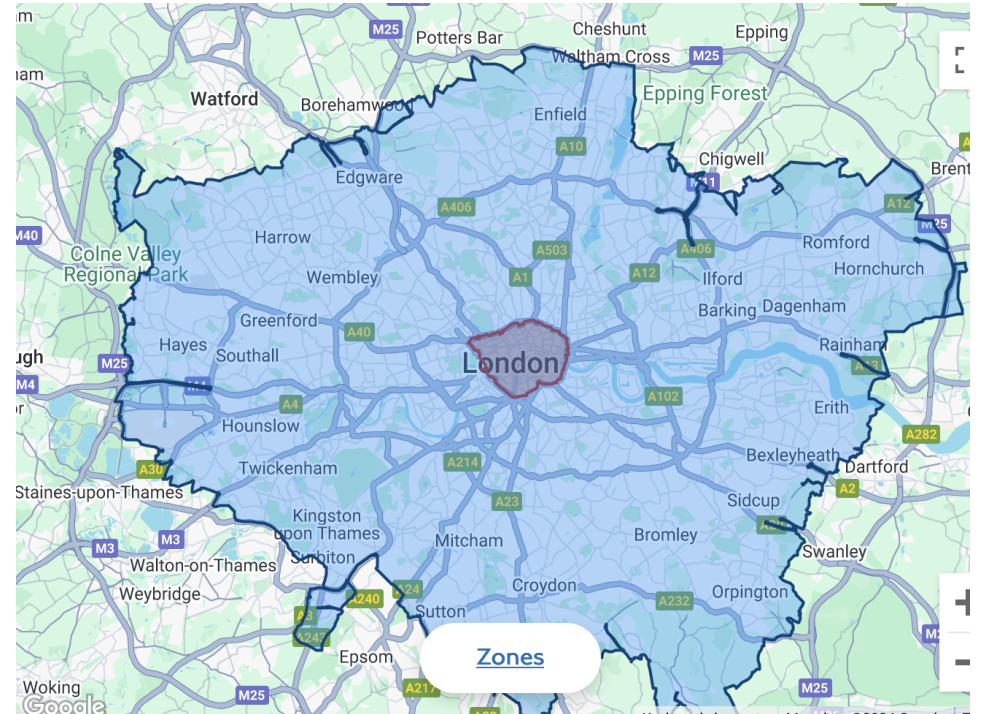 am
M25
Potters Bar
Cheshunt
Epping
Waltham Cross
M25
ham
Watford
Borehamwood
Epping Forest
Enfield
A10
Chigwell
M11
Brent
Edgware
A406
A12
M25
M40
Harrow
A503
A406
Romford
Colne Valley
Regional Park
Wembley
A1
A12
Ilford
Hornchurch
Barking
Dagenham
Greenford
A40
Hayes
Southall
London
Rainham
ugh
M25
A13
M4
M4
A4
A102
Erith
Hounslow
A282
A214
Bexleyheath
A30
Twickenham
Dartford
Staines-upon-Thames
A23
Sidcup
A2
Kingston
upon Thames
A20
M3
M3
Mitcham
Bromley
Swanley
Surbiton
Walton-on-Thames
Weybridge
A240
A24
Croydon
A232
Orpington
A3
Sutton
A243
Epsom
Zones
Woking
M25
A217
M25
Google